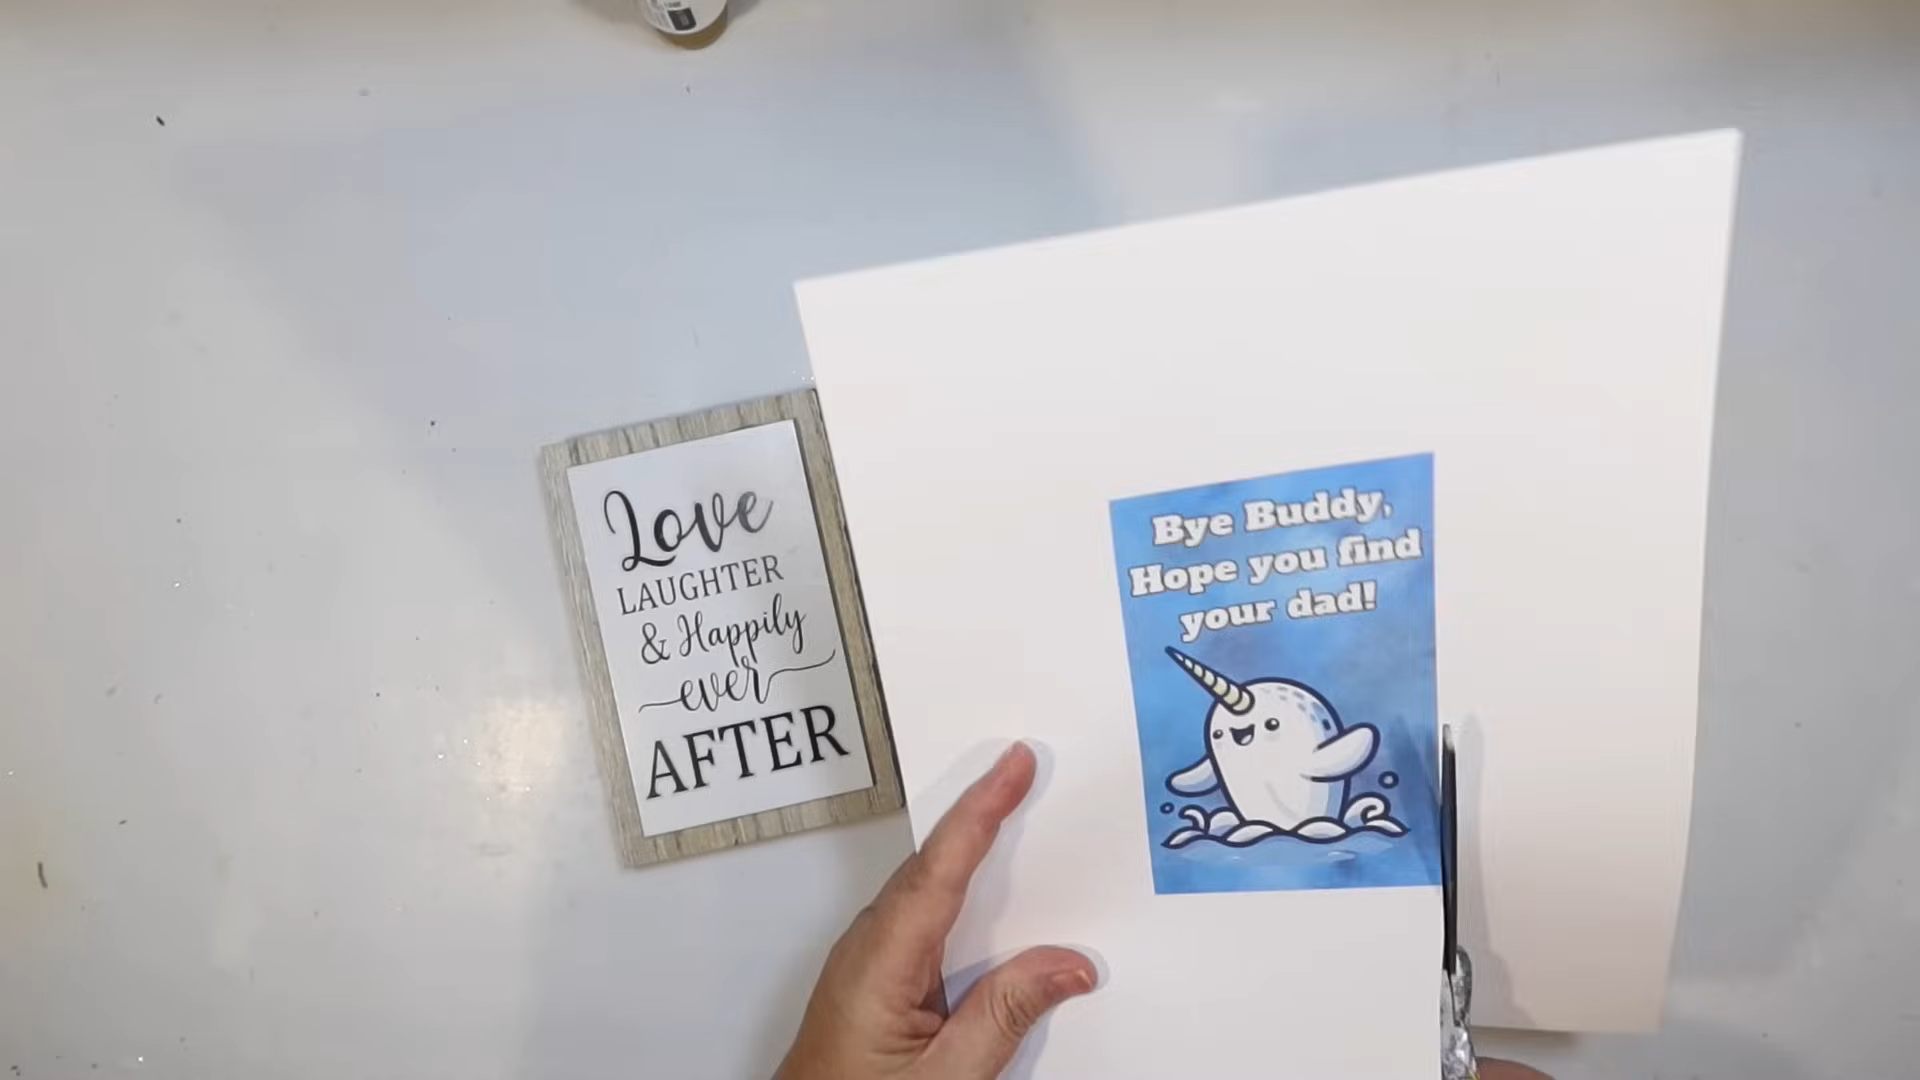 Love
LAUGHTER
& Happily
ever
AFTER
Bye Buddy,
Hope you find
your dad!